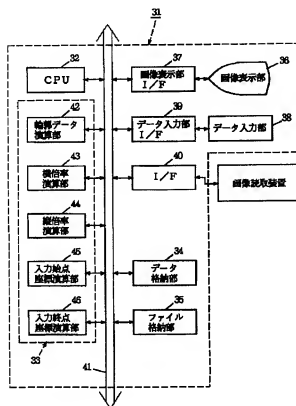 31
32
CPU
37
画像表示部
I/F
36
画像表示部
42
輪郭データ
演算部
39
データ入力部
I/F
38
データ入力部
43
横倍率
演算部
40
I/F
画像読取装置
44
縦倍率
演算部
45
入力始点
座標演算部
34
データ
格納部
46
入力終点
座標演算部
35
ファイル
格納部
33
41